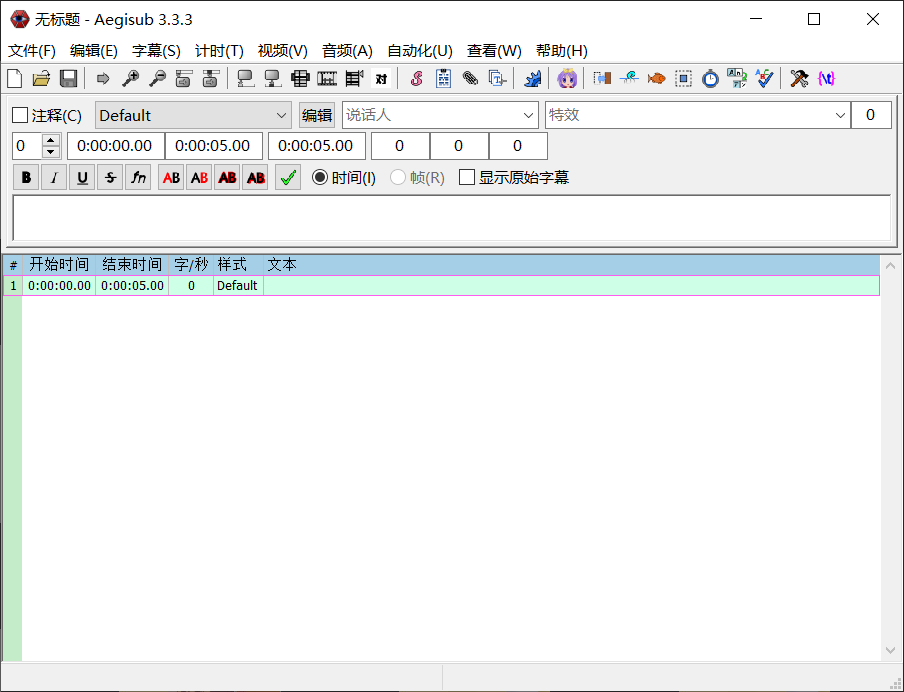 无标题 - Aegisub 3.3.3
文件(F) 编辑(E) 字幕(S) 计时(T) 视频(V) 音频(A) 自动化(U) 查看(W) 帮助(H)
注释(C) Default 编辑 说话人 特效 0
0 0:00:00.00 0:00:05.00 0:00:05.00 0 0 0
B I U S fn AB AB AB AB 时间(I) 帧(R) 显示原始字幕
# 开始时间 结束时间 字/秒 样式 文本
1 0:00:00.00 0:00:05.00 0 Default